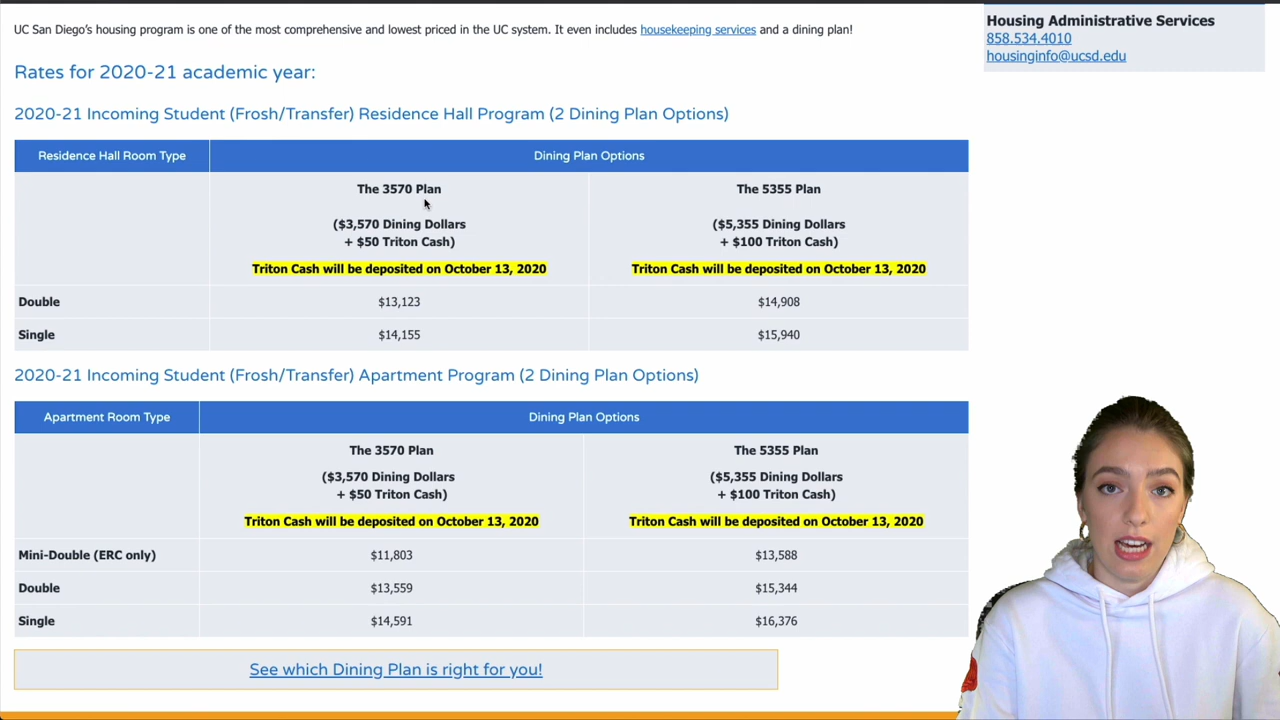 UC San Diego's housing program is one of the most comprehensive and lowest priced in the UC system. It even includes housekeeping services and a dining plan!
Housing Administrative Services
858.534.4010
housinginfo@ucsd.edu
Rates for 2020-21 academic year:
2020-21 Incoming Student (Frosh/Transfer) Residence Hall Program (2 Dining Plan Options)
Residence Hall Room Type Dining Plan Options
The 3570 Plan The 5355 Plan
($3,570 Dining Dollars ($5,355 Dining Dollars
+ $50 Triton Cash) + $100 Triton Cash)
Triton Cash will be deposited on October 13, 2020 Triton Cash will be deposited on October 13, 2020
Double $13,123 $14,908
Single $14,155 $15,940
2020-21 Incoming Student (Frosh/Transfer) Apartment Program (2 Dining Plan Options)
Apartment Room Type Dining Plan Options
The 3570 Plan The 5355 Plan
($3,570 Dining Dollars ($5,355 Dining Dollars
+ $50 Triton Cash) + $100 Triton Cash)
Triton Cash will be deposited on October 13, 2020 Triton Cash will be deposited on October 13, 2020
Mini-Double (ERC only) $11,803 $13,588
Double $13,559 $15,344
Single $14,591 $16,376
See which Dining Plan is right for you!